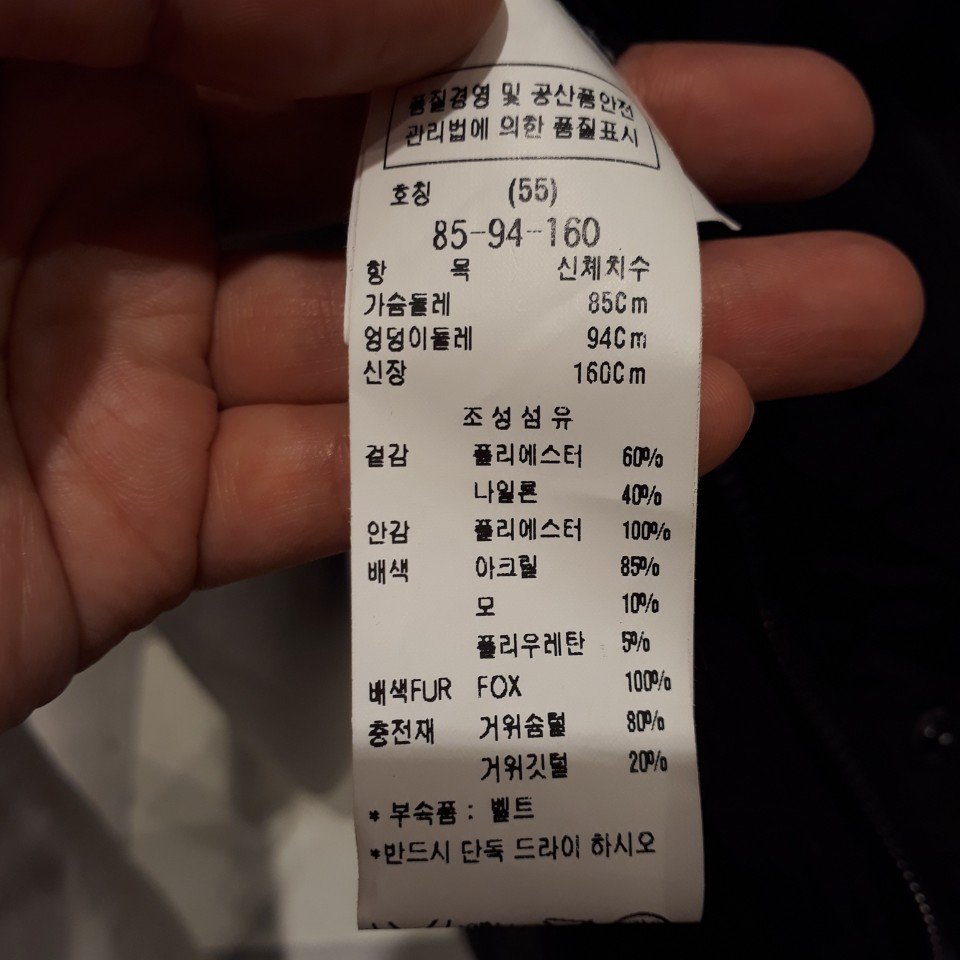 품질경영 및 공산품안전
관리법에 의한 품질표시
호칭 (55)
85-94-160
항 목 신체치수
가슴둘레 85Cm
엉덩이둘레 94Cm
신장 160Cm
조성섬유
겉감 폴리에스터 60%
나일론 40%
안감 폴리에스터 100%
배색 아크릴 85%
모 10%
폴리우레탄 5%
배색FUR FOX 100%
충전재 거위솜털 80%
거위깃털 20%
* 부속품 : 벨트
*반드시 단독 드라이 하시오